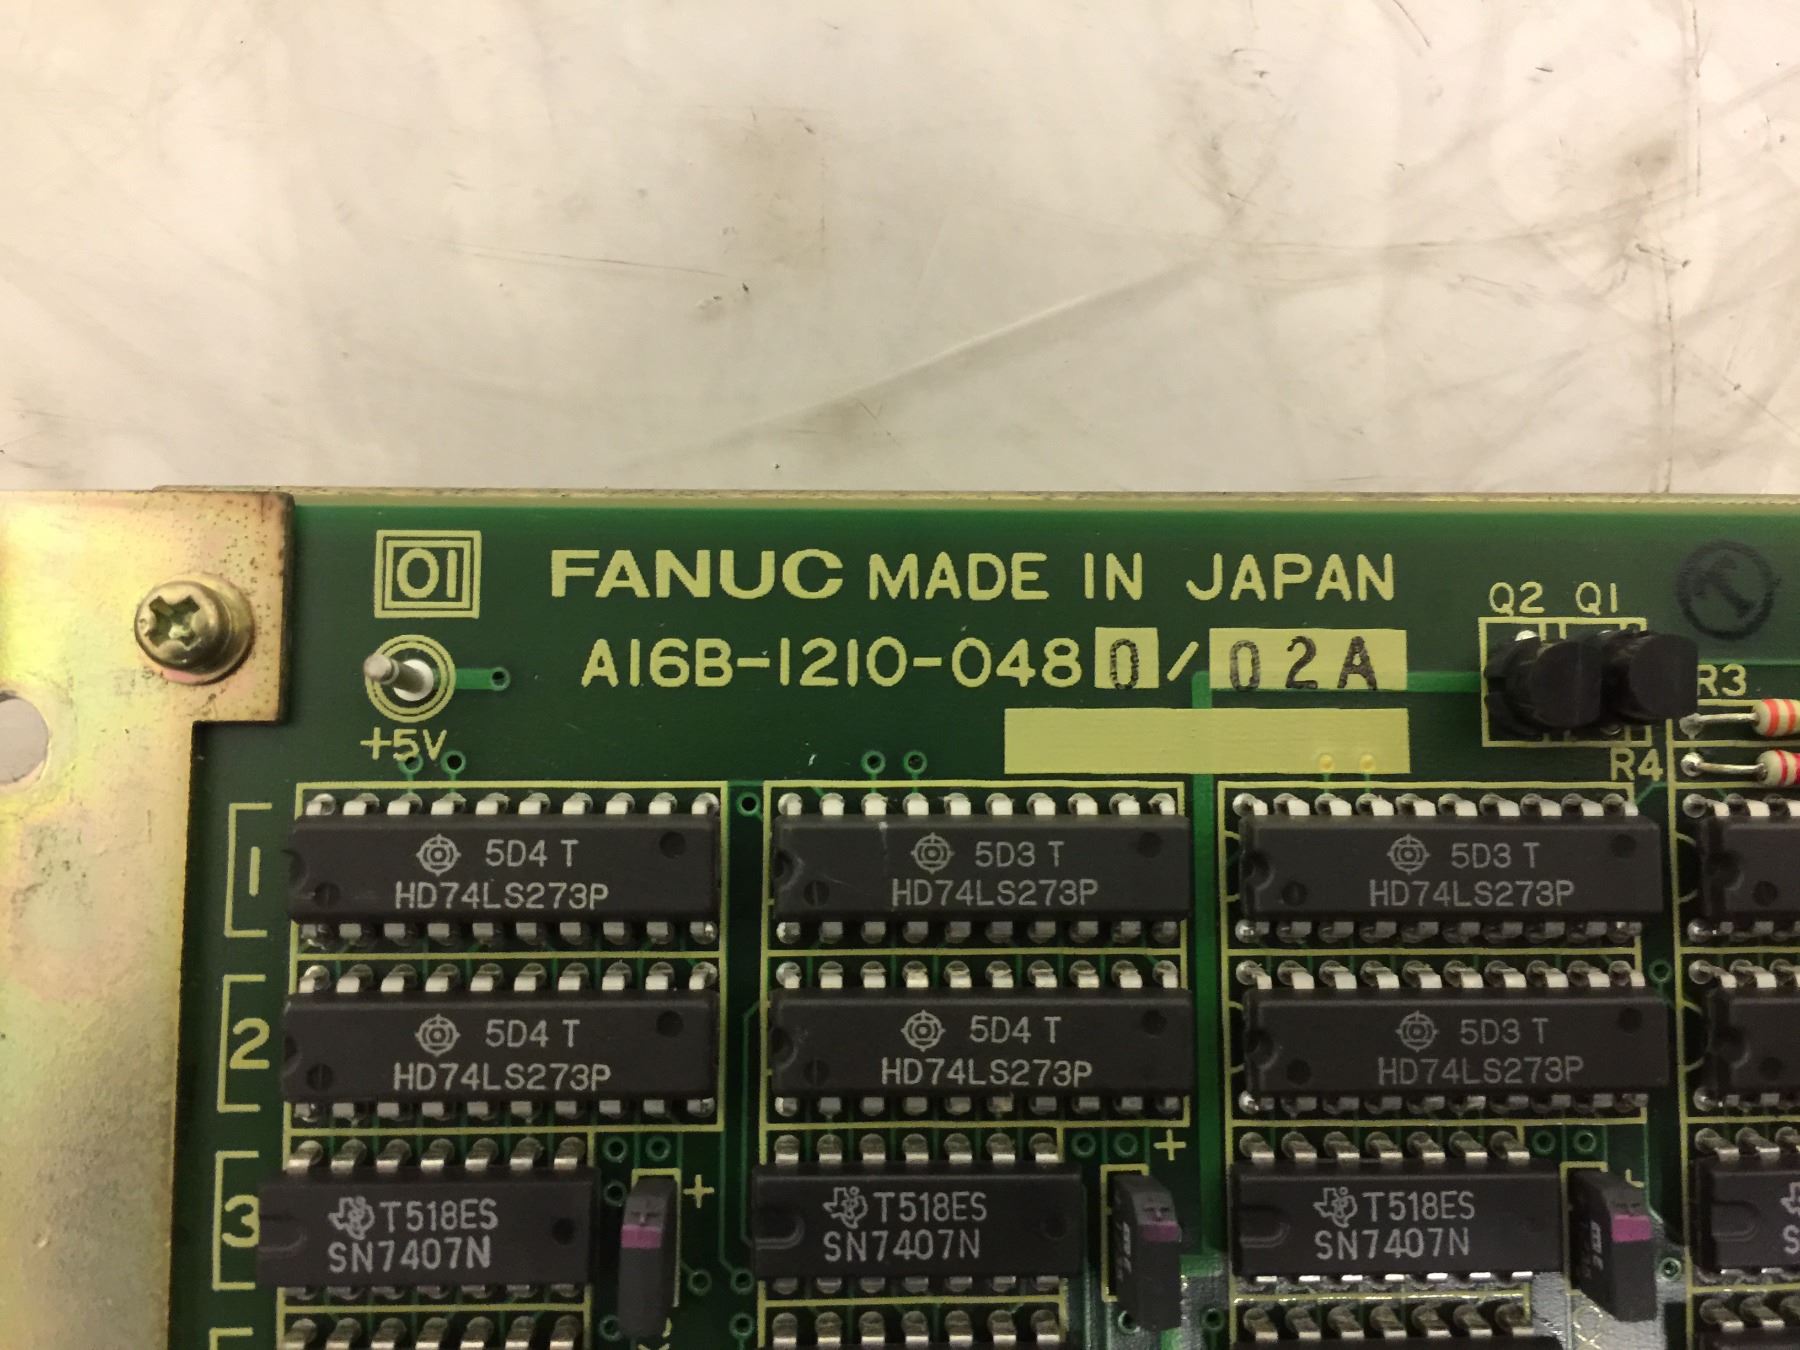 01 FANUC MADE IN JAPAN
A16B-1210-0480/02A
Q2 Q1
T
R3
+5V
R4
1
5D4 T
HD74LS273P
5D3 T
HD74LS273P
5D3 T
HD74LS273P
2
5D4 T
HD74LS273P
5D4 T
HD74LS273P
5D3 T
HD74LS273P
3
T518ES
SN7407N
+
T518ES
SN7407N
+
T518ES
SN7407N